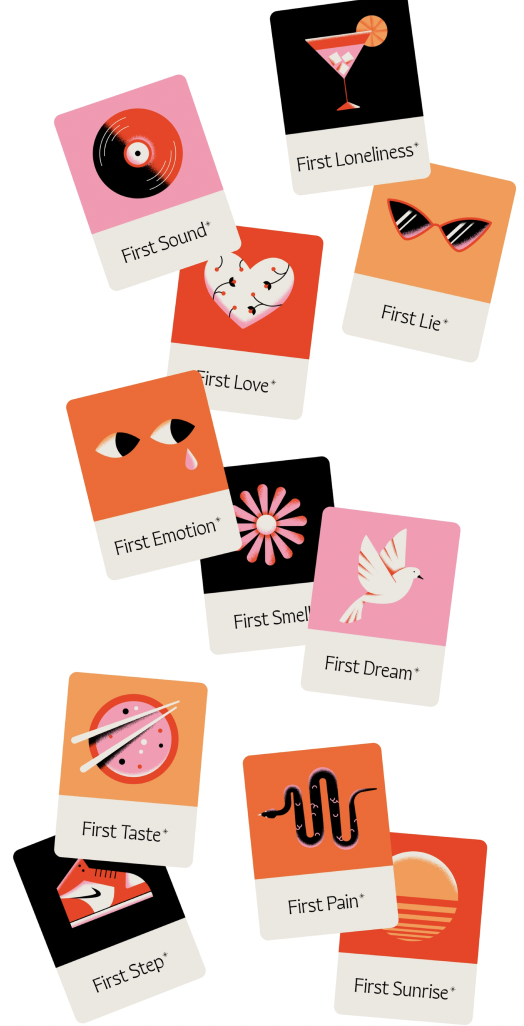 First Loneliness*
First Sound*
First Lie*
First Love*
First Emotion*
First Smell
First Dream*
First Taste*
First Pain*
First Step*
First Sunrise*